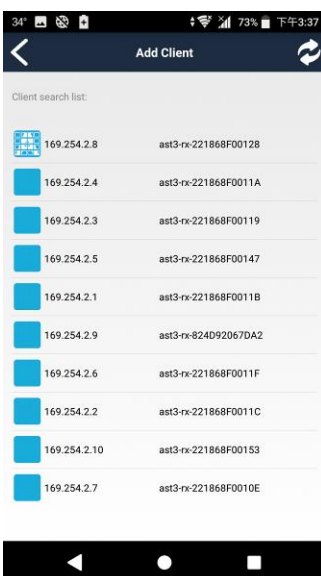 34° 73% 下午3:37
Add Client
Client search list:
169.254.2.8 ast3-rx-221868F00128
169.254.2.4 ast3-rx-221868F0011A
169.254.2.3 ast3-rx-221868F00119
169.254.2.5 ast3-rx-221868F00147
169.254.2.1 ast3-rx-221868F0011B
169.254.2.9 ast3-rx-824D92067DA2
169.254.2.6 ast3-rx-221868F0011F
169.254.2.2 ast3-rx-221868F0011C
169.254.2.10 ast3-rx-221868F00153
169.254.2.7 ast3-rx-221868F0010E